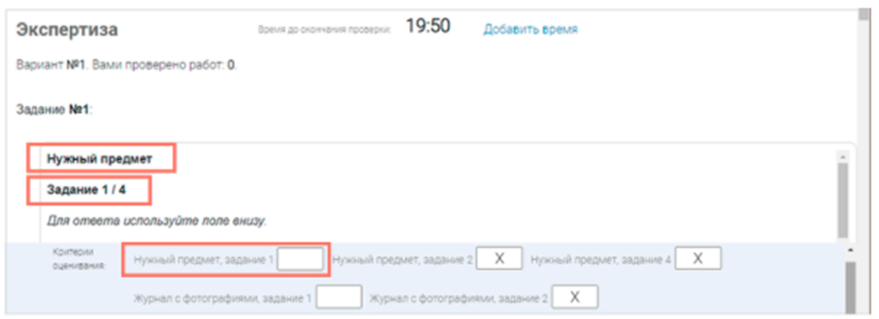 Экспертиза Время до окончания проверки: 19:50 Добавить время
Вариант №1. Вами проверено работ: 0.
Задание №1:
Нужный предмет
Задание 1 / 4
Для ответа используйте поле внизу.
Критерии оценивания: Нужный предмет, задание 1 Нужный предмет, задание 2 X Нужный предмет, задание 4 X
Журнал с фотографиями, задание 1 Журнал с фотографиями, задание 2 X